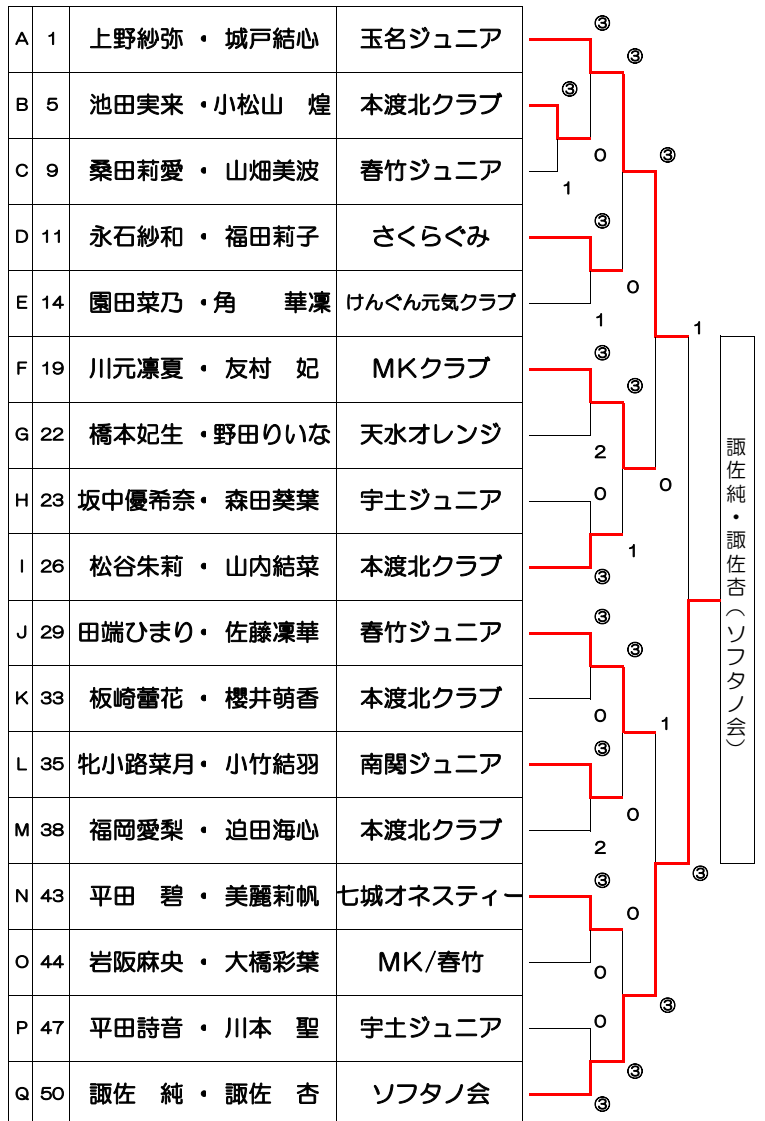 A 1 上野紗弥 ・ 城戸結心 玉名ジュニア ③
③
B 5 池田実来 ・小松山　煌 本渡北クラブ ③
0 ③
C 9 桑田莉愛 ・ 山畑美波 春竹ジュニア 1
D 11 永石紗和 ・ 福田莉子 さくらぐみ ③
0
E 14 園田菜乃 ・角　　華凜 けんぐん元気クラブ 1
1
F 19 川元凛夏 ・ 友村　妃 MKクラブ ③
③
G 22 橋本妃生 ・野田りいな 天水オレンジ 2
0
H 23 坂中優希奈・ 森田葵葉 宇土ジュニア 0
1
I 26 松谷朱莉 ・ 山内結菜 本渡北クラブ ③
諏佐純・諏佐杏（ソフタノ会）
J 29 田端ひまり・ 佐藤凜華 春竹ジュニア ③
③
K 33 板崎蕾花 ・ 櫻井萌香 本渡北クラブ 0
1
L 35 牝小路菜月・ 小竹結羽 南関ジュニア ③
0
M 38 福岡愛梨 ・ 迫田海心 本渡北クラブ 2
③
N 43 平田　碧 ・ 美麗莉帆 七城オネスティー ③
0
O 44 岩阪麻央 ・ 大橋彩葉 MK/春竹 0
③
P 47 平田詩音 ・ 川本　聖 宇土ジュニア 0
③
Q 50 諏佐　純 ・ 諏佐　杏 ソフタノ会 ③